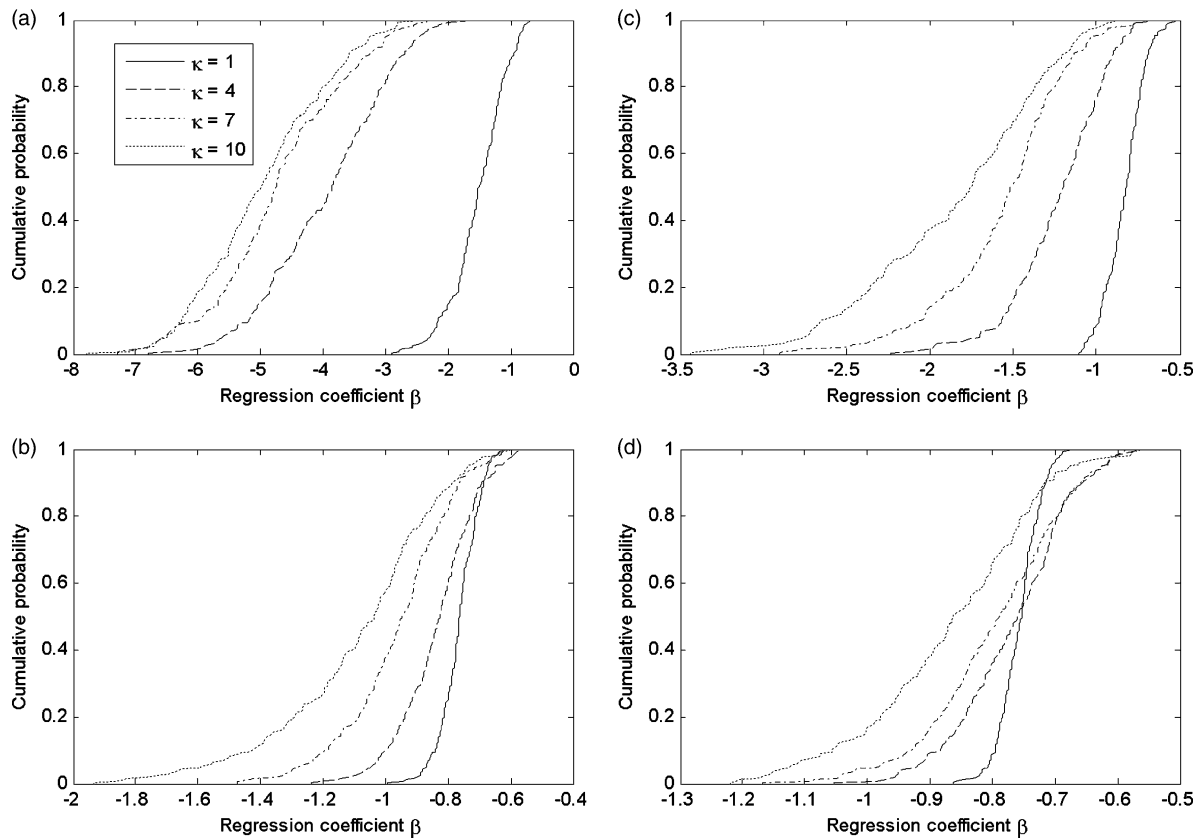 (a)
1
0.8
0.6
0.4
0.2
0
Cumulative probability
κ = 1
κ = 4
κ = 7
κ = 10
-8 -7 -6 -5 -4 -3 -2 -1 0
Regression coefficient β
(c)
1
0.8
0.6
0.4
0.2
0
Cumulative probability
-3.5 -3 -2.5 -2 -1.5 -1 -0.5
Regression coefficient β
(b)
1
0.8
0.6
0.4
0.2
0
Cumulative probability
-2 -1.8 -1.6 -1.4 -1.2 -1 -0.8 -0.6 -0.4
Regression coefficient β
(d)
1
0.8
0.6
0.4
0.2
0
Cumulative probability
-1.3 -1.2 -1.1 -1 -0.9 -0.8 -0.7 -0.6 -0.5
Regression coefficient β